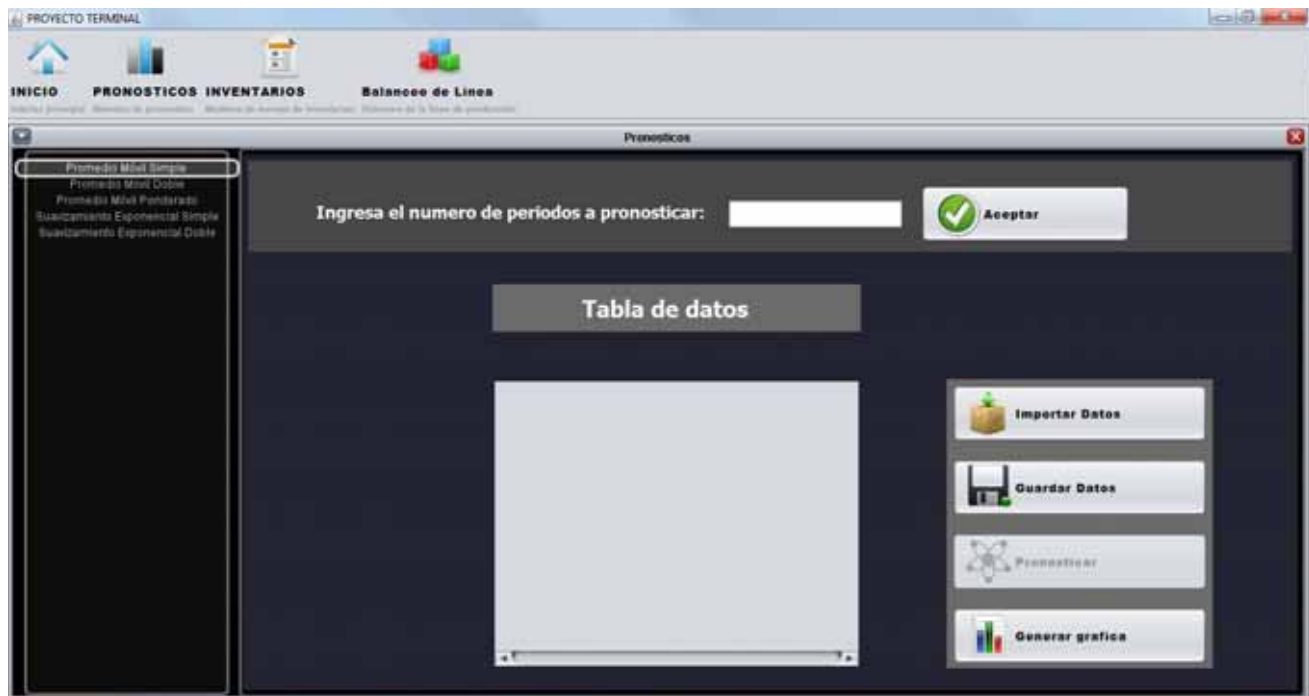 PROYECTO TERMINAL
INICIO PRONOSTICOS INVENTARIOS Balanceo de Linea
Pronosticos
Promedio Móvil Simple
Promedio Móvil Doble
Promedio Móvil Ponderado
Suavizamiento Exponencial Simple
Suavizamiento Exponencial Doble
Ingresa el numero de periodos a pronosticar:
Aceptar
Tabla de datos
Importar Datos
Guardar Datos
Pronosticar
Generar grafica